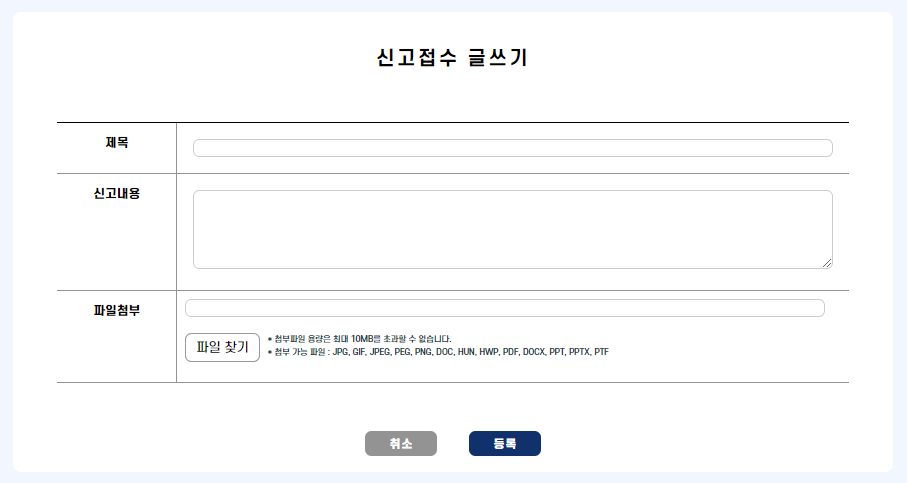 신고접수 글쓰기
제목
신고내용
파일첨부
파일 찾기
* 첨부파일 용량은 최대 10MB를 초과할 수 없습니다.
* 첨부 가능 파일 : JPG, GIF, JPEG, PEG, PNG, DOC, HUN, HWP, PDF, DOCX, PPT, PPTX, PTF
취소
등록